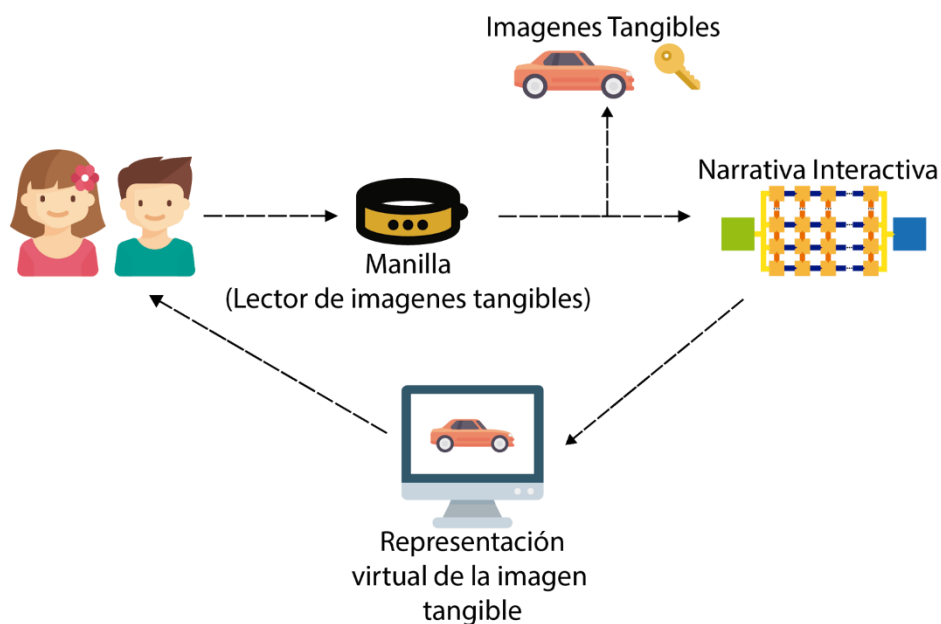 Imagenes Tangibles
Narrativa Interactiva
Manilla
(Lector de imagenes tangibles)
Representación
virtual de la imagen
tangible